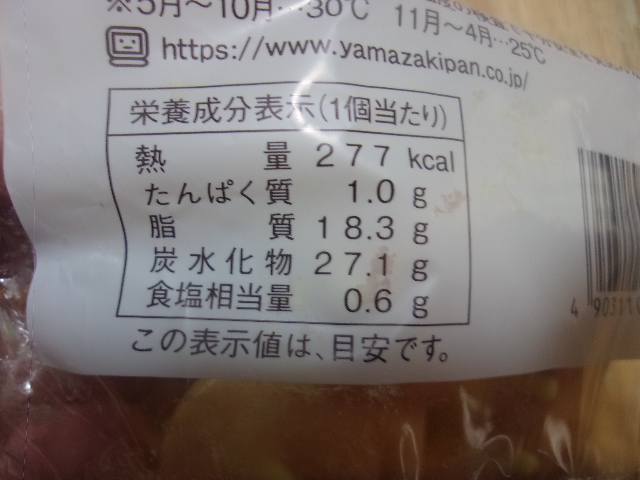 ※5月～10月…30℃ 11月～4月…25℃
https://www.yamazakipan.co.jp/
栄養成分表示(1個当たり)
熱量 277 kcal
たんぱく質 1.0 g
脂質 18.3 g
炭水化物 27.1 g
食塩相当量 0.6 g
この表示値は、目安です。
4 90311